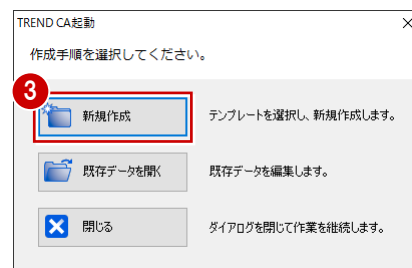 TREND CA起動
作成手順を選択してください。
3
新規作成
テンプレートを選択し、新規作成します。
既存データを開く
既存データを編集します。
閉じる
ダイアログを閉じて作業を継続します。